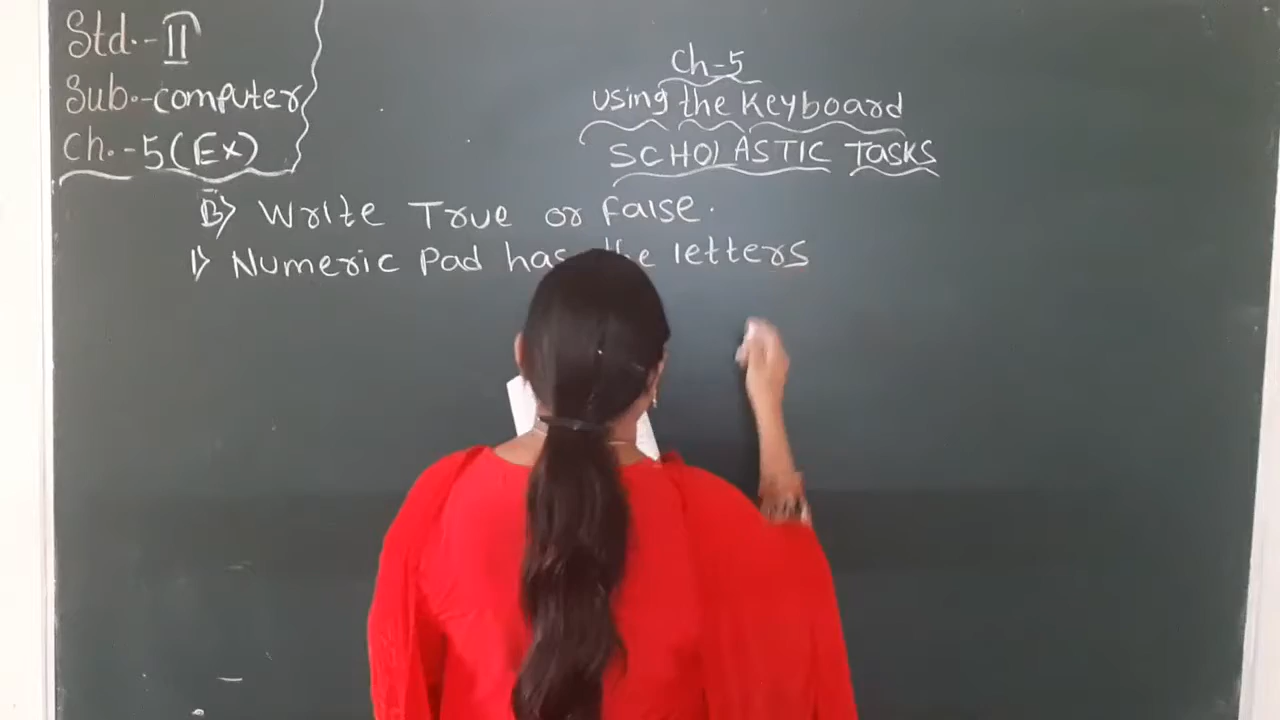 Std.-II
Sub.-computer
Ch.-5(Ex)
Ch-5
using the Keyboard
SCHOLASTIC TASKS
B) Write True or false.
1) Numeric Pad has the letters